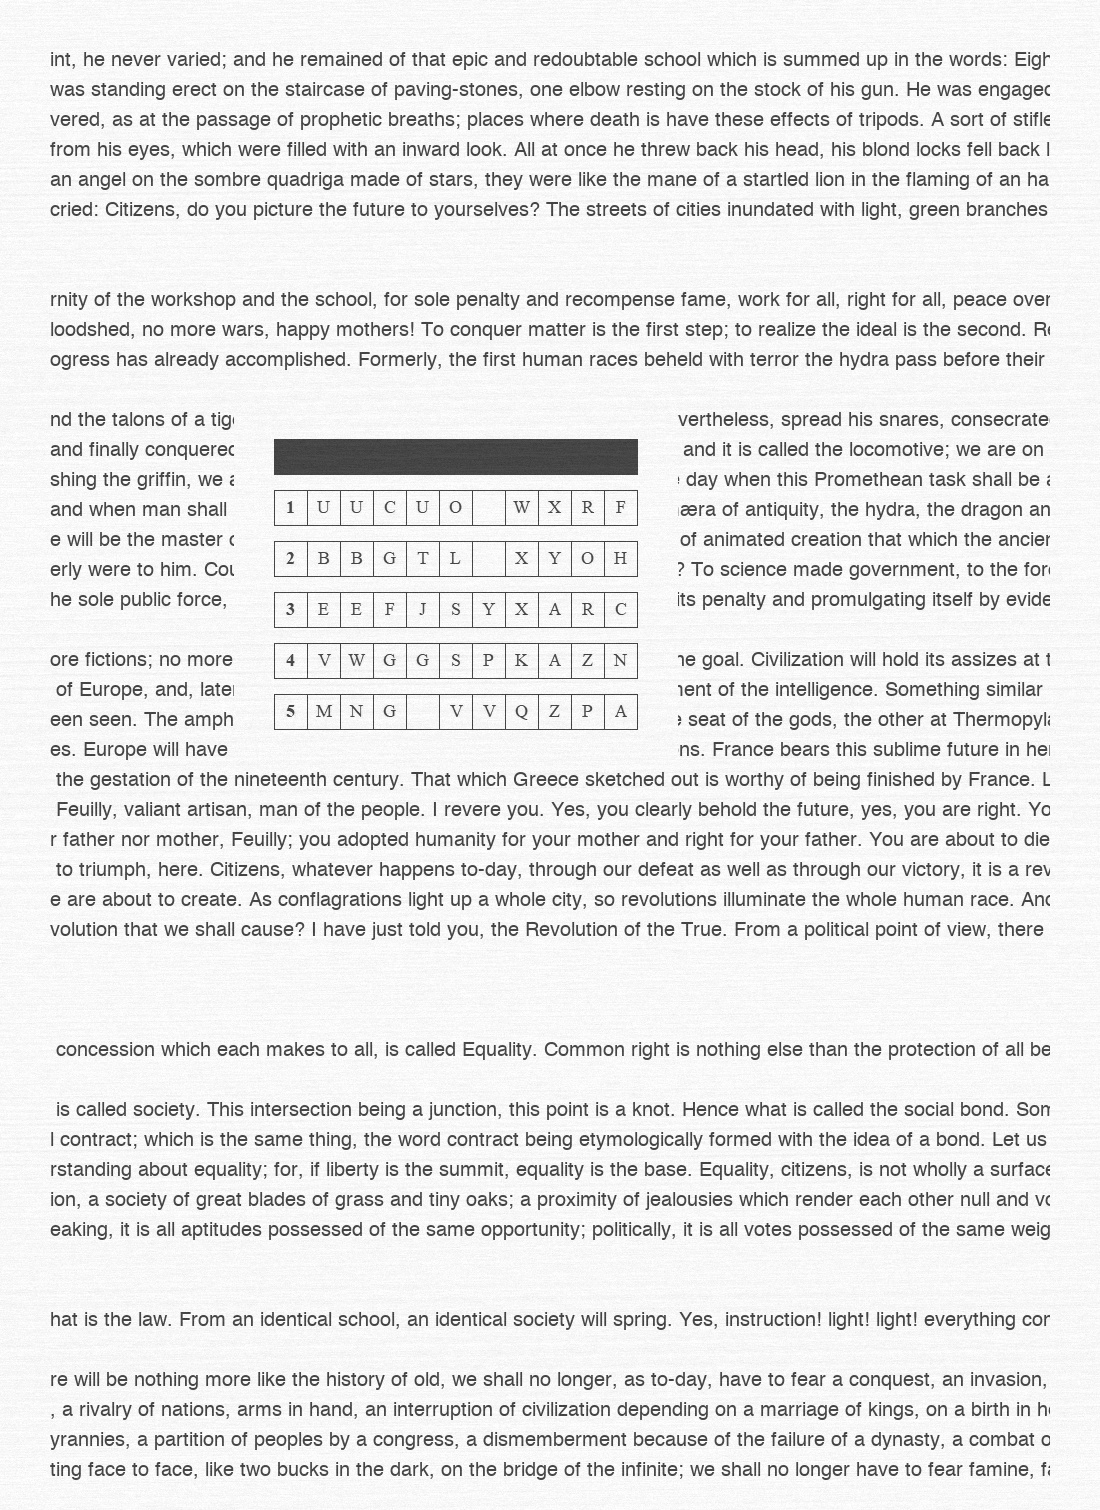 int, he never varied; and he remained of that epic and redoubtable school which is summed up in the words: Eigh
was standing erect on the staircase of paving-stones, one elbow resting on the stock of his gun. He was engaged
vered, as at the passage of prophetic breaths; places where death is have these effects of tripods. A sort of stifle
from his eyes, which were filled with an inward look. All at once he threw back his head, his blond locks fell back
an angel on the sombre quadriga made of stars, they were like the mane of a startled lion in the flaming of an ha
cried: Citizens, do you picture the future to yourselves? The streets of cities inundated with light, green branches
rnity of the workshop and the school, for sole penalty and recompense fame, work for all, right for all, peace over
loodshed, no more wars, happy mothers! To conquer matter is the first step; to realize the ideal is the second. Re
ogress has already accomplished. Formerly, the first human races beheld with terror the hydra pass before their
nd the talons of a tig vertheless, spread his snares, consecrate
and finally conquered and it is called the locomotive; we are on
1 U U C U O W X R F
shing the griffin, we a day when this Promethean task shall be a
and when man shall æra of antiquity, the hydra, the dragon an
2 B B G T L X Y O H
e will be the master o of animated creation that which the ancien
erly were to him. Cou ? To science made government, to the for
3 E E F J S Y X A R C
he sole public force, its penalty and promulgating itself by evide
4 V W G G S P K A Z N
ore fictions; no more he goal. Civilization will hold its assizes at t
of Europe, and, later ment of the intelligence. Something similar
5 M N G V V Q Z P A
een seen. The amph e seat of the gods, the other at Thermopyla
es. Europe will have ns. France bears this sublime future in her
the gestation of the nineteenth century. That which Greece sketched out is worthy of being finished by France. L
Feuilly, valiant artisan, man of the people. I revere you. Yes, you clearly behold the future, yes, you are right. Yo
r father nor mother, Feuilly; you adopted humanity for your mother and right for your father. You are about to die
to triumph, here. Citizens, whatever happens to-day, through our defeat as well as through our victory, it is a rev
e are about to create. As conflagrations light up a whole city, so revolutions illuminate the whole human race. And
volution that we shall cause? I have just told you, the Revolution of the True. From a political point of view, there
concession which each makes to all, is called Equality. Common right is nothing else than the protection of all be
is called society. This intersection being a junction, this point is a knot. Hence what is called the social bond. Som
l contract; which is the same thing, the word contract being etymologically formed with the idea of a bond. Let us
rstanding about equality; for, if liberty is the summit, equality is the base. Equality, citizens, is not wholly a surface
ion, a society of great blades of grass and tiny oaks; a proximity of jealousies which render each other null and vo
eaking, it is all aptitudes possessed of the same opportunity; politically, it is all votes possessed of the same weig
hat is the law. From an identical school, an identical society will spring. Yes, instruction! light! light! everything com
re will be nothing more like the history of old, we shall no longer, as to-day, have to fear a conquest, an invasion,
, a rivalry of nations, arms in hand, an interruption of civilization depending on a marriage of kings, on a birth in he
yrannies, a partition of peoples by a congress, a dismemberment because of the failure of a dynasty, a combat o
ting face to face, like two bucks in the dark, on the bridge of the infinite; we shall no longer have to fear famine, fa